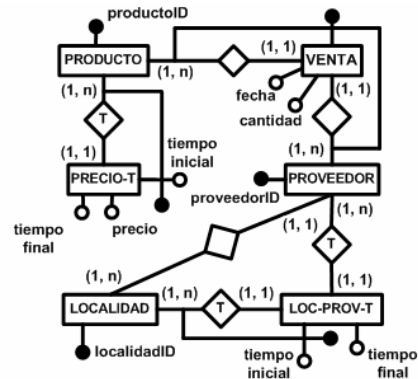 productoID
PRODUCTO
(1, n)
(1, 1)
VENTA
(1, n)
fecha
(1, 1)
cantidad
T
(1, 1)
tiempo
inicial
(1, n)
PRECIO-T
PROVEEDOR
proveedorID
tiempo
final
precio
(1, n)
(1, 1)
T
(1, n)
(1, n)
(1, 1)
(1, 1)
LOCALIDAD
T
LOC-PROV-T
localidadID
tiempo
inicial
tiempo
final